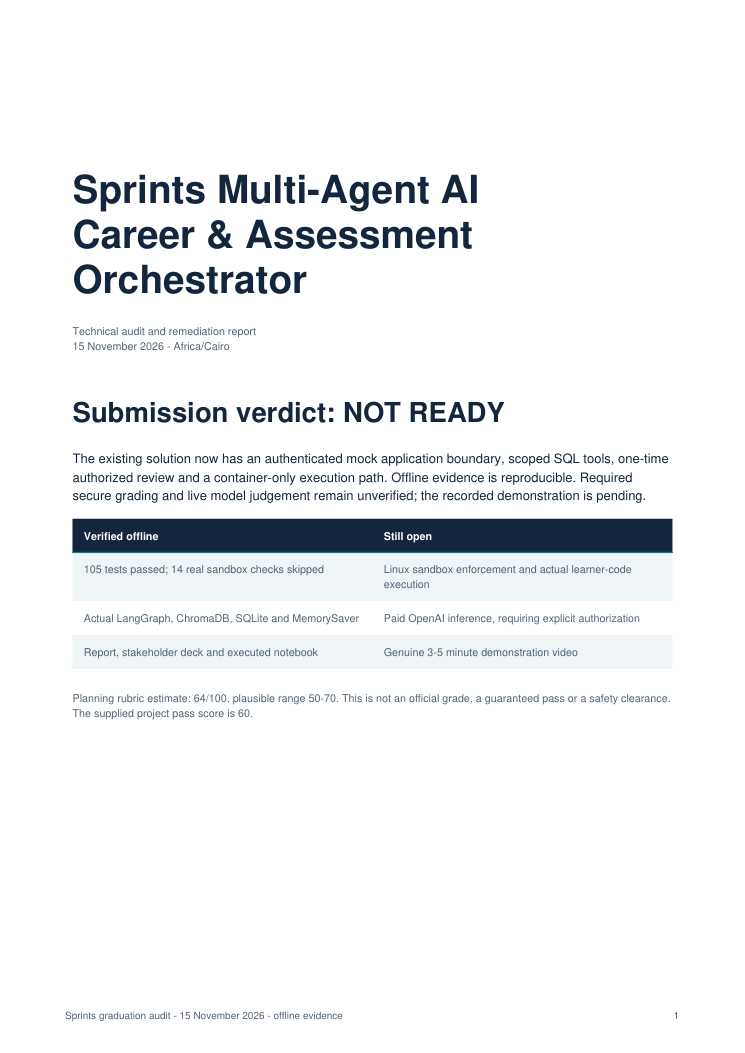 Sprints Multi-Agent AI
Career & Assessment
Orchestrator
Technical audit and remediation report
15 November 2026 - Africa/Cairo
Submission verdict: NOT READY
The existing solution now has an authenticated mock application boundary, scoped SQL tools, one-time
authorized review and a container-only execution path. Offline evidence is reproducible. Required
secure grading and live model judgement remain unverified; the recorded demonstration is pending.
Verified offline Still open
105 tests passed; 14 real sandbox checks skipped Linux sandbox enforcement and actual learner-code
execution
Actual LangGraph, ChromaDB, SQLite and MemorySaver Paid OpenAI inference, requiring explicit authorization
Report, stakeholder deck and executed notebook Genuine 3-5 minute demonstration video
Planning rubric estimate: 64/100, plausible range 50-70. This is not an official grade, a guaranteed pass or a safety clearance.
The supplied project pass score is 60.
Sprints graduation audit - 15 November 2026 - offline evidence 1